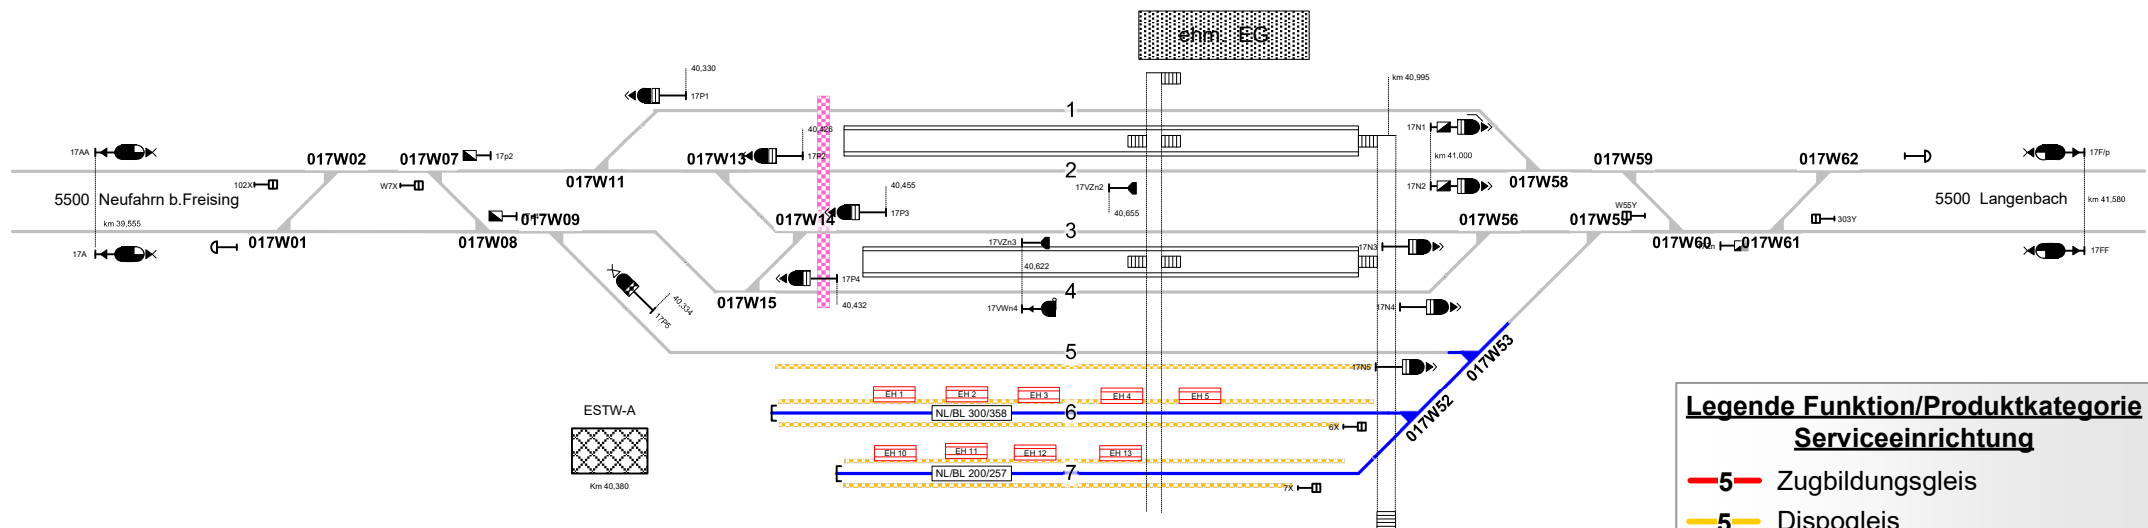 ehm. EG
40,330
17P1
km 40,995
1
40,426
17N1
17AA
017W02
017W07
17p2
017W13
17P2
km 41,000
017W59
017W62
17F/p
017W11
2
017W58
102X
W7X
40,455
17VZn2
17N2
5500 Neufahrn b.Freising
5500 Langenbach
km 39,555
km 41,580
017W09
017W14
17P3
40,655
017W56
017W55
W55Y
303Y
3
017W01
017W08
17VZn3
17N3
017W60
017W61
17A
17FF
40,622
17P4
40,334
017W15
4
40,432
17VWn4
17N4
17P5
5
017W53
17N5
EH 1
EH 2
EH 3
EH 4
EH 5
ESTW-A
NL/BL 300/358
6
017W52
6X
EH 10
EH 11
EH 12
EH 13
NL/BL 200/257
7
Km 40,380
7X
Legende Funktion/Produktkategorie
Serviceeinrichtung
5 Zugbildungsgleis
5 Dispogleis